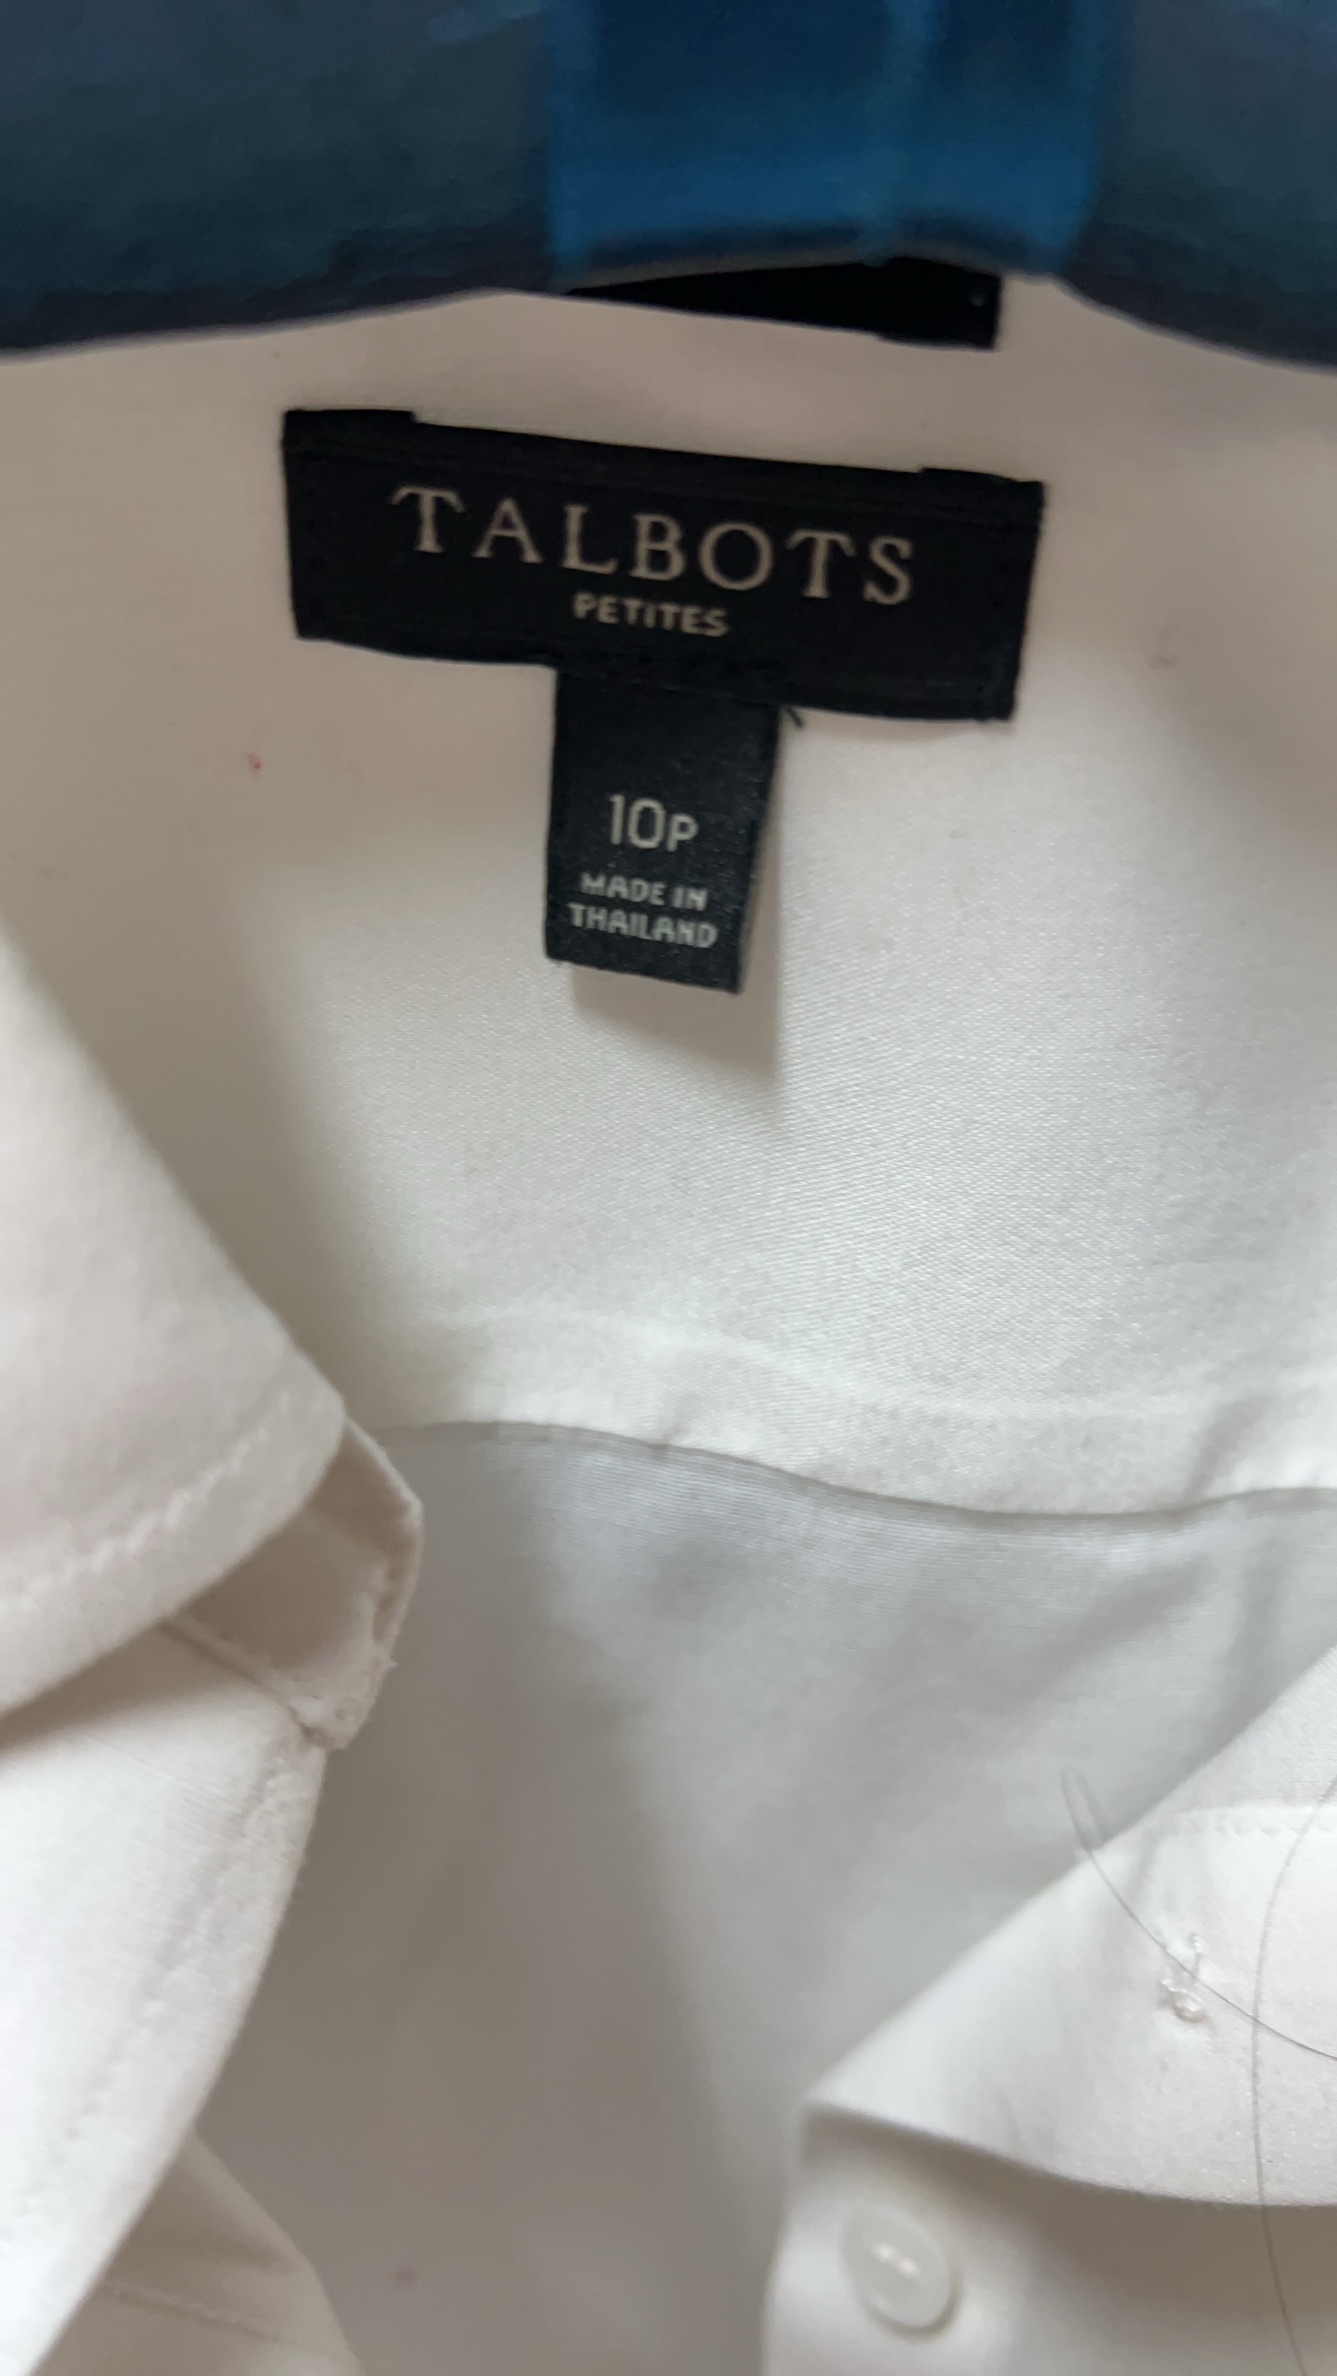 TALBOTS
PETITES
10P
MADE IN
THAILAND